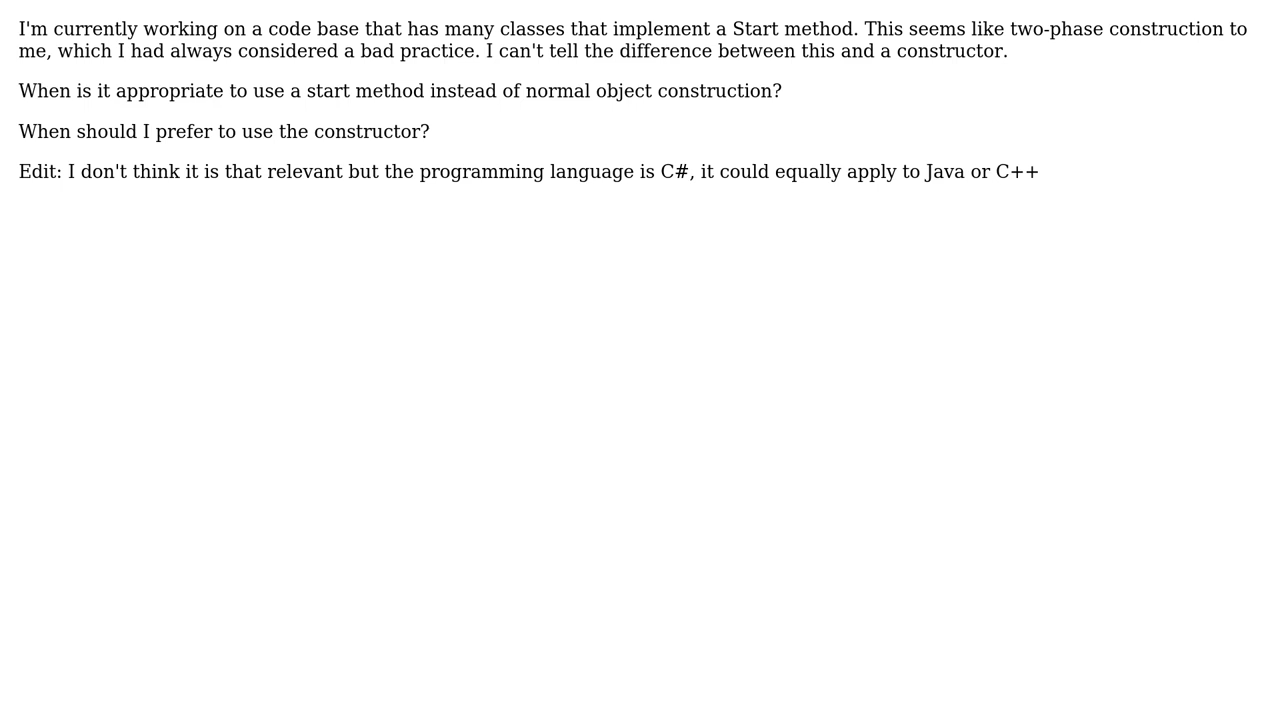 I'm currently working on a code base that has many classes that implement a Start method. This seems like two-phase construction to
me, which I had always considered a bad practice. I can't tell the difference between this and a constructor.
When is it appropriate to use a start method instead of normal object construction?
When should I prefer to use the constructor?
Edit: I don't think it is that relevant but the programming language is C#, it could equally apply to Java or C++